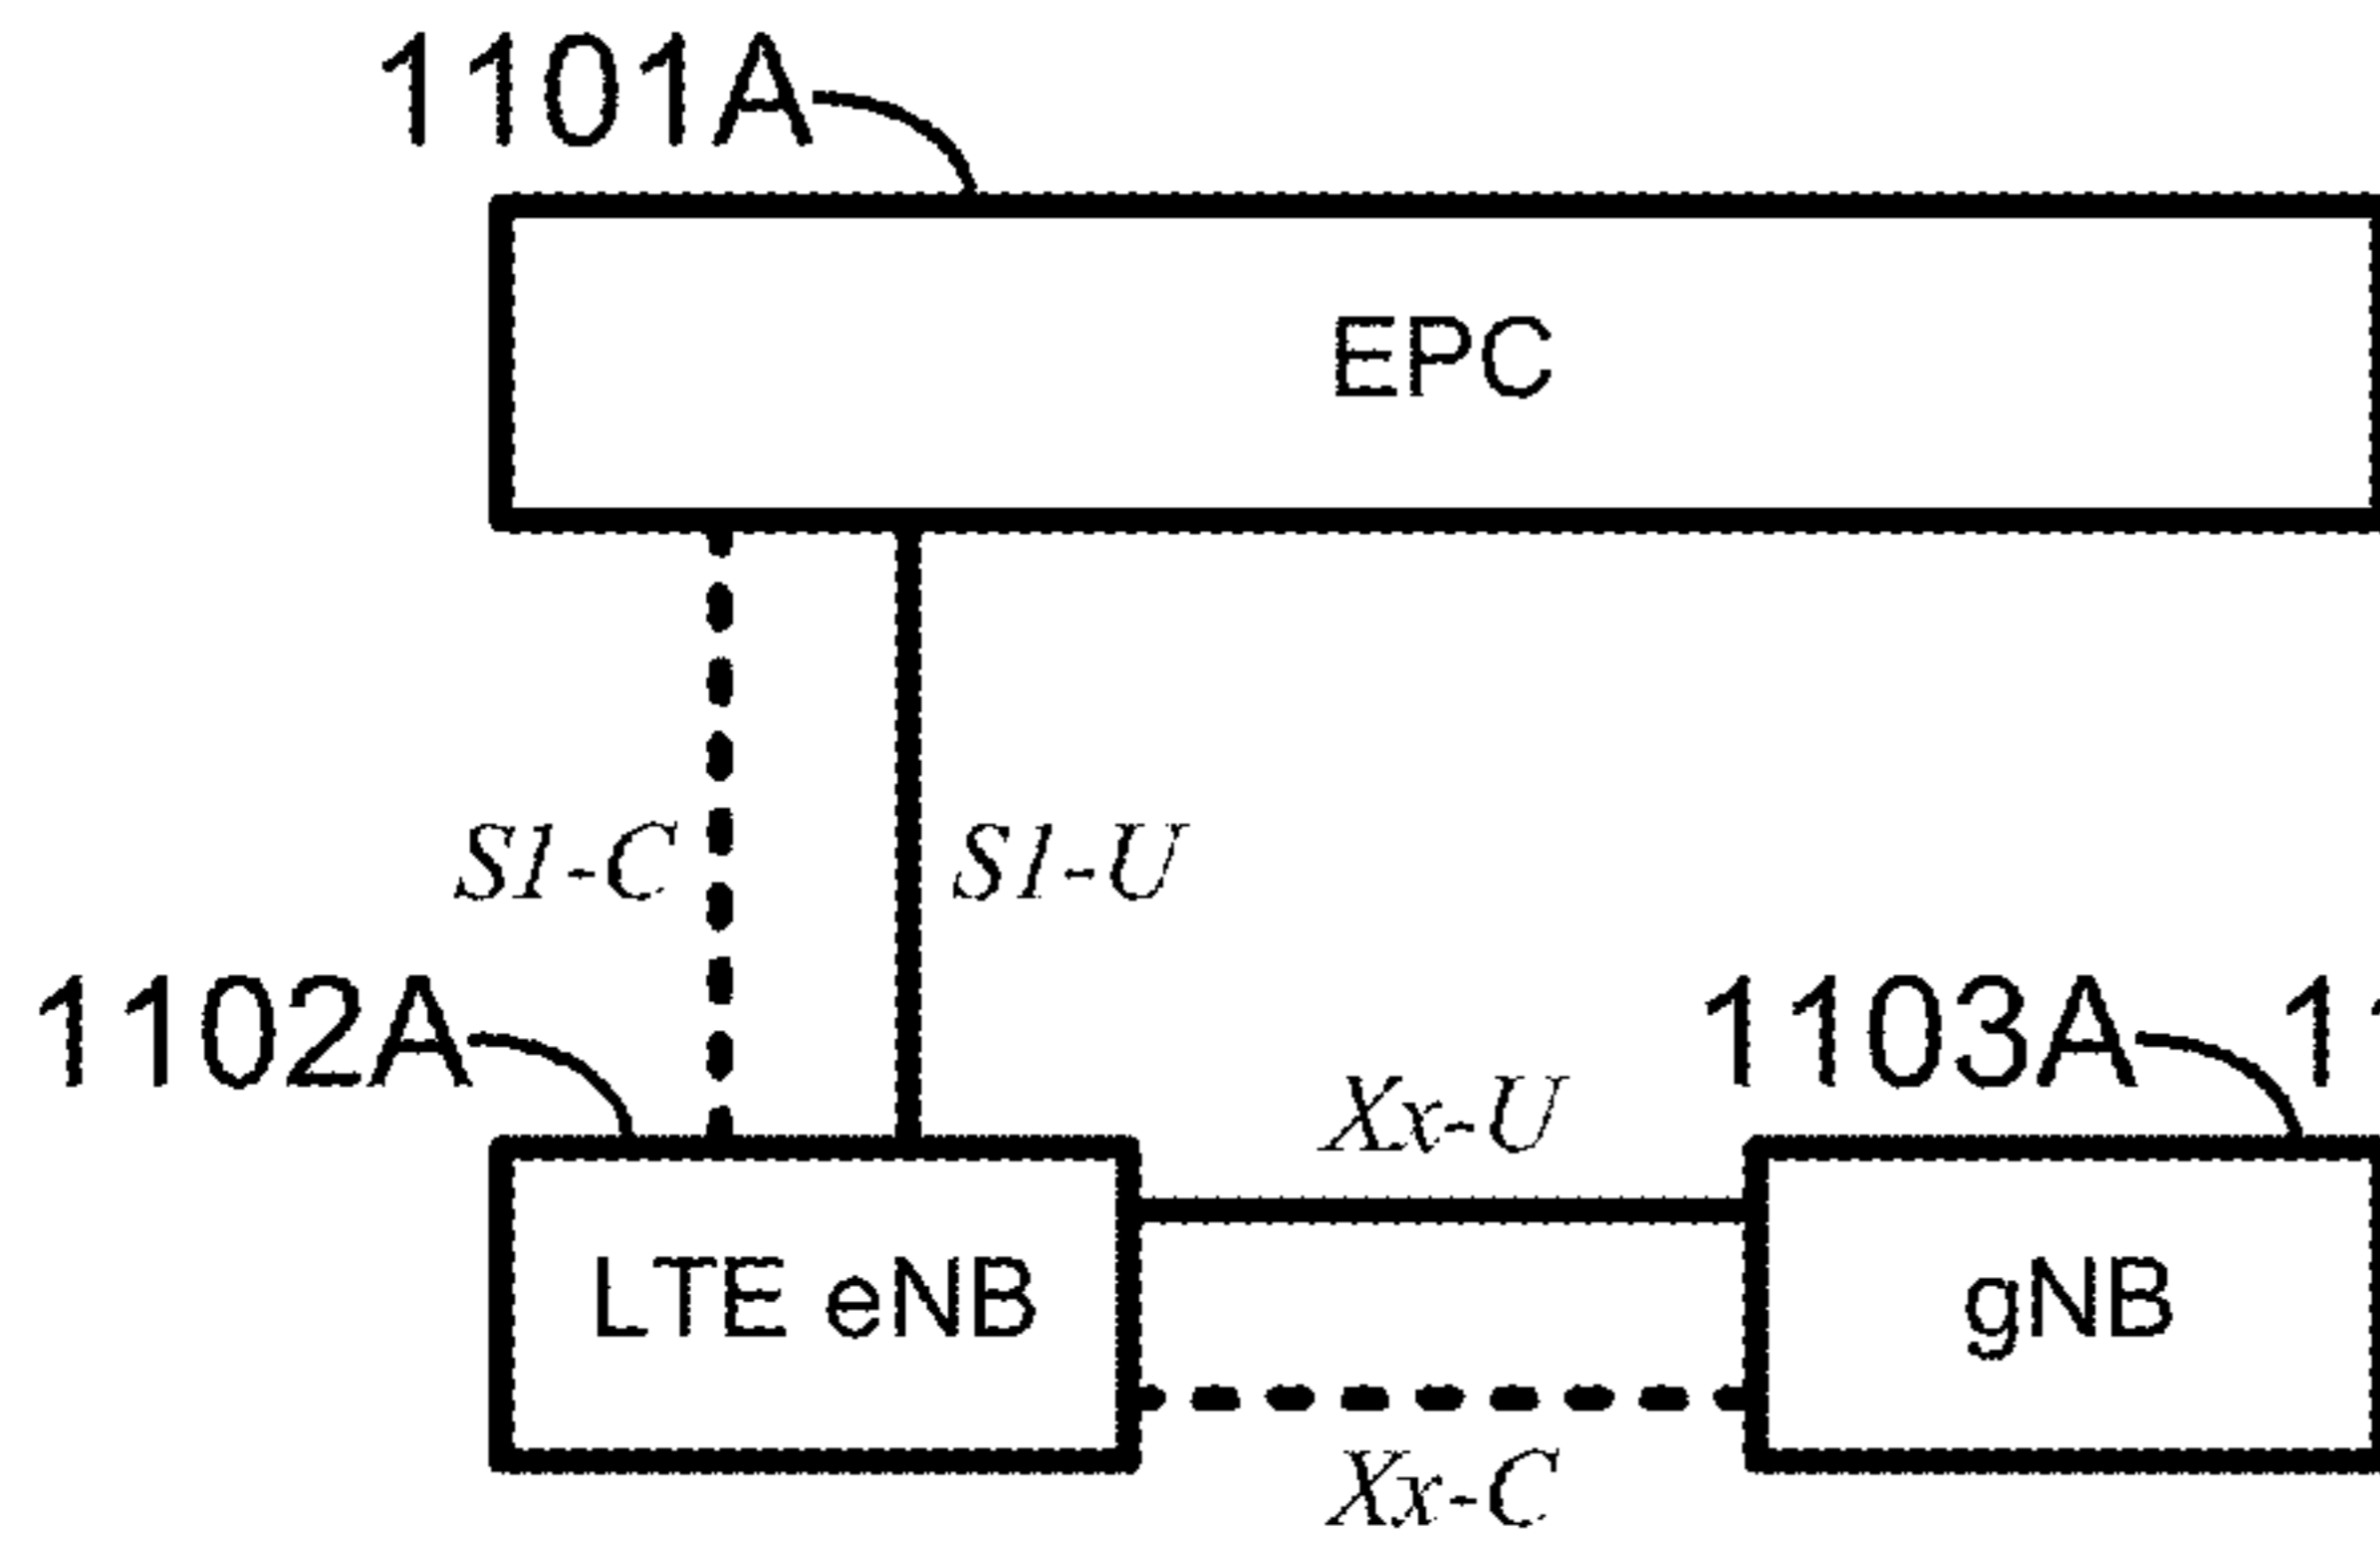 1101A
EPC
S1-C
S1-U
1102A
1103A
Xx-U
LTE eNB
gNB
Xx-C